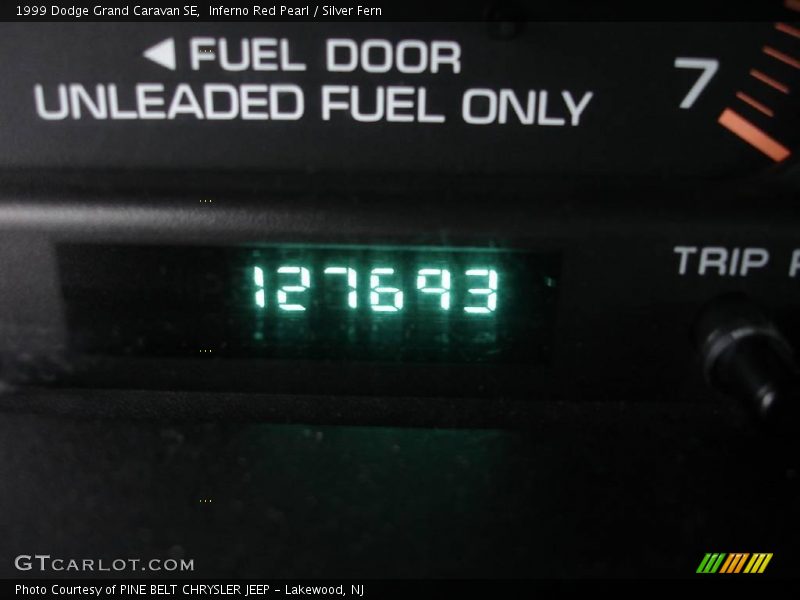 1999 Dodge Grand Caravan SE,  Inferno Red Pearl / Silver Fern
FUEL DOOR
UNLEADED FUEL ONLY
7
127693
TRIP
GTCARLOT.COM
Photo Courtesy of PINE BELT CHRYSLER JEEP - Lakewood, NJ